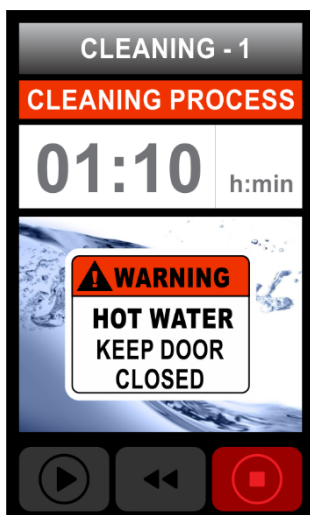 CLEANING - 1
CLEANING PROCESS
01:10 h:min
WARNING
HOT WATER
KEEP DOOR
CLOSED